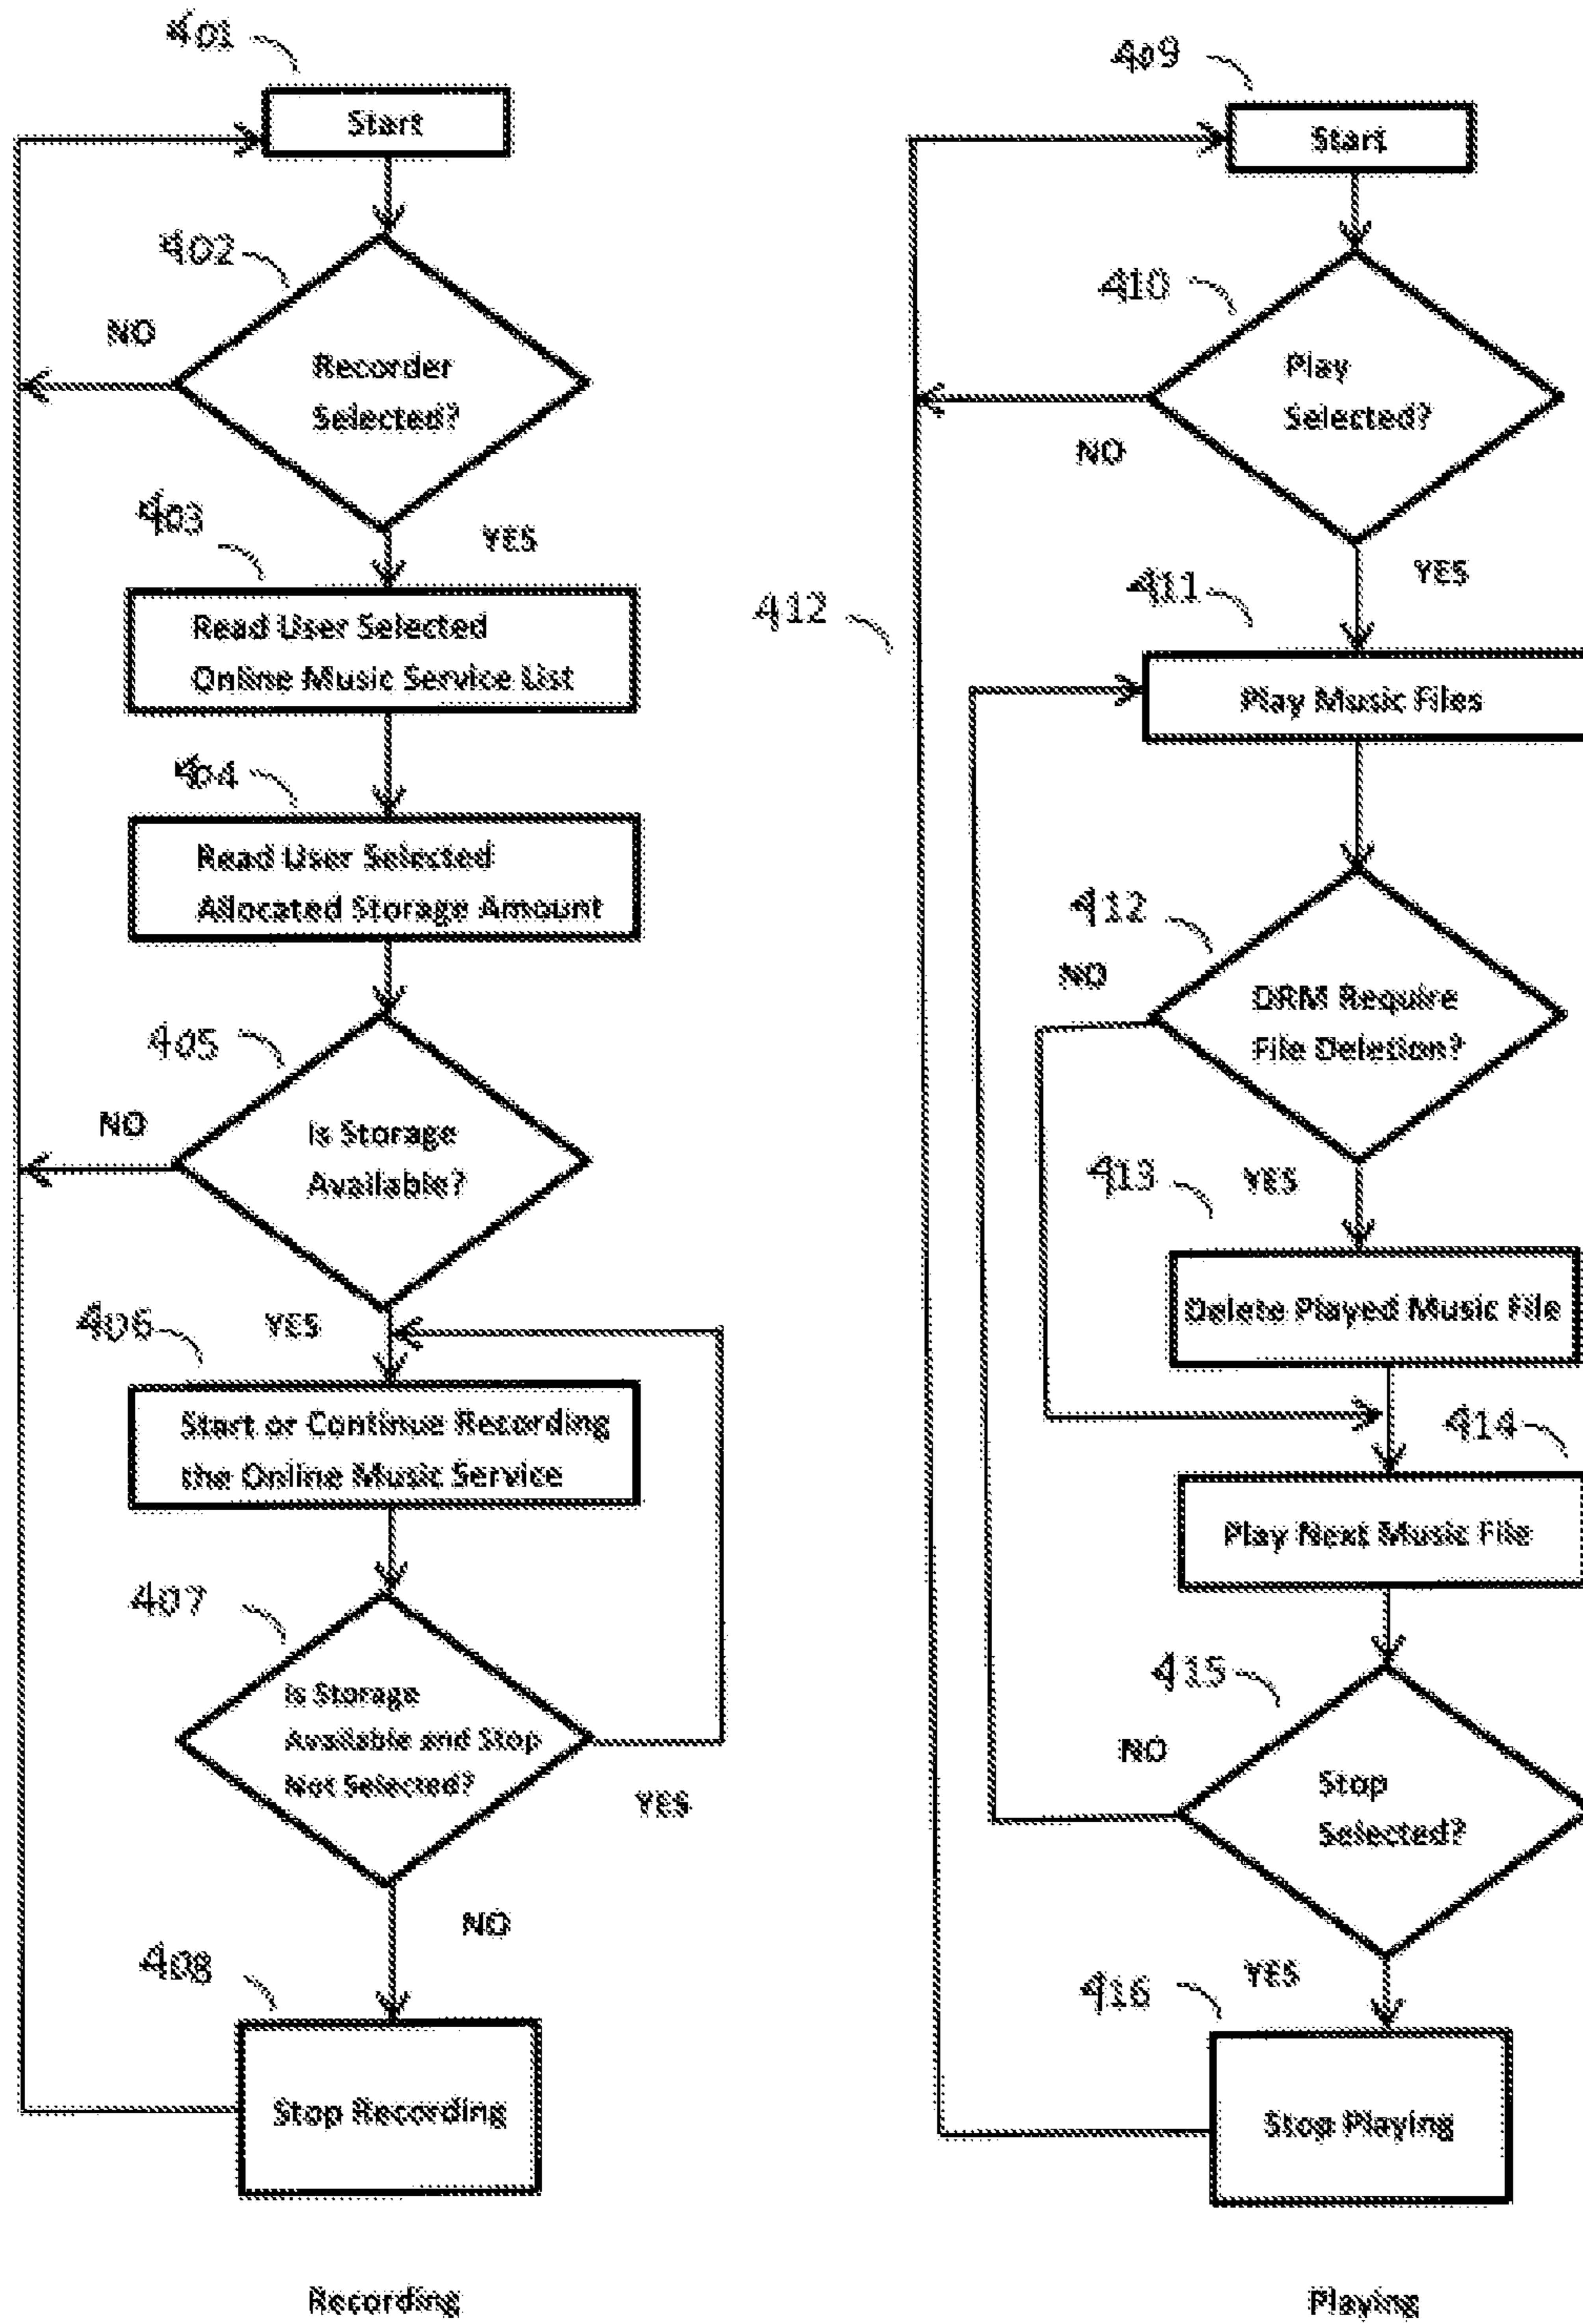 401
Start
402
NO
Recorder
Selected?
403
YES
Read User Selected
Online Music Service List
404
Read User Selected
Allocated Storage Amount
405
NO
Is Storage
Available?
406
YES
Start or Continue Recording
the Online Music Service
407
Is Storage
Available and Stop
Not Selected?
YES
NO
408
Stop Recording
Recording
409
Start
410
Play
Selected?
NO
YES
411
412
Play Music Files
412
NO
DRM Require
File Deletion?
413
YES
Delete Played Music File
414
Play Next Music File
415
NO
Stop
Selected?
YES
416
Stop Playing
Playing